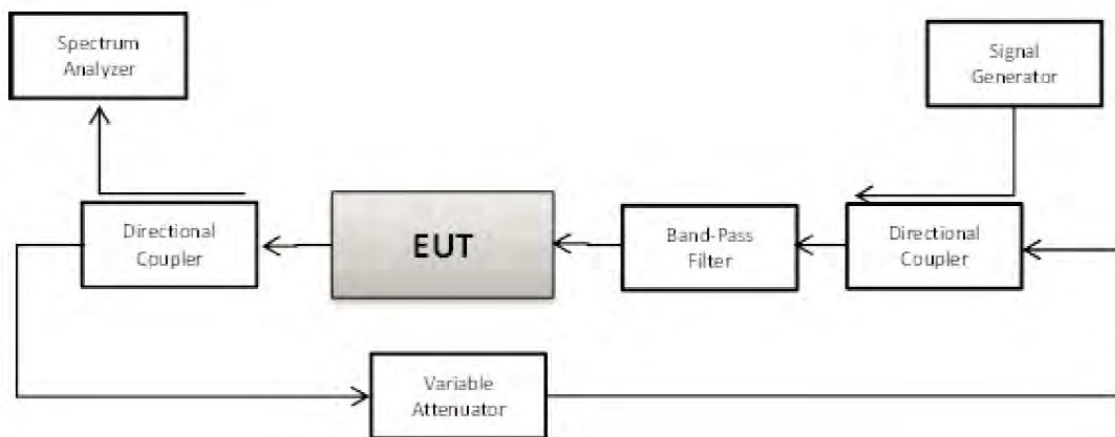 Spectrum
Analyzer
Signal
Generator
Directional
Coupler
EUT
Band-Pass
Filter
Directional
Coupler
Variable
Attenuator